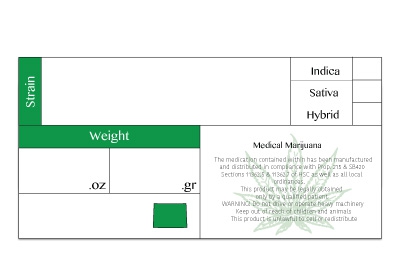 Strain
Indica
Sativa
Hybrid
Weight
.oz
.gr
Medical Marijuana
The medication contained within has been manufactured
and distributed in compliance with Prop. 215 & SB420
Sections 11362.5 & 11362.7 of HSC as well as all local
ordinances.
This product may be legally obtained
only by a qualified patient.
WARNING: Do not drive or operate heavy machinery
Keep out of reach of children and animals
This product is unlawful to sell or redistribute